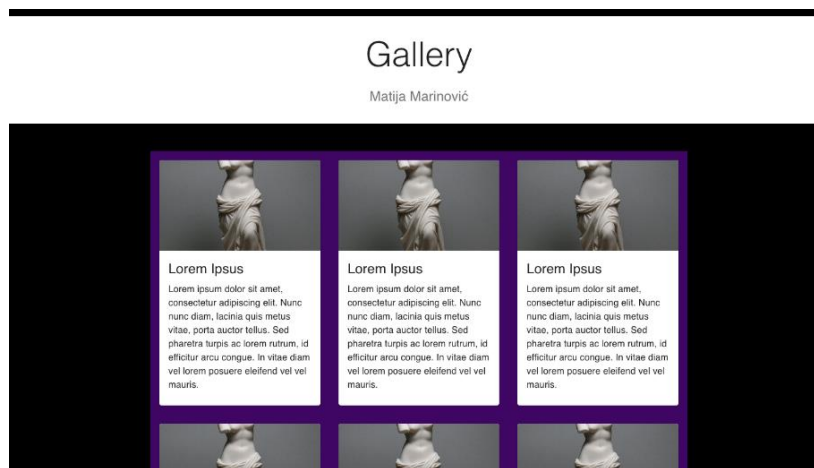 Gallery
Matija Marinović
Lorem Ipsus
Lorem ipsum dolor sit amet,
consectetur adipiscing elit. Nunc
nunc diam, lacinia quis metus
vitae, porta auctor tellus. Sed
pharetra turpis ac lorem rutrum, id
efficitur arcu congue. In vitae diam
vel lorem posuere eleifend vel vel
mauris.
Lorem Ipsus
Lorem ipsum dolor sit amet,
consectetur adipiscing elit. Nunc
nunc diam, lacinia quis metus
vitae, porta auctor tellus. Sed
pharetra turpis ac lorem rutrum, id
efficitur arcu congue. In vitae diam
vel lorem posuere eleifend vel vel
mauris.
Lorem Ipsus
Lorem ipsum dolor sit amet,
consectetur adipiscing elit. Nunc
nunc diam, lacinia quis metus
vitae, porta auctor tellus. Sed
pharetra turpis ac lorem rutrum, id
efficitur arcu congue. In vitae diam
vel lorem posuere eleifend vel vel
mauris.